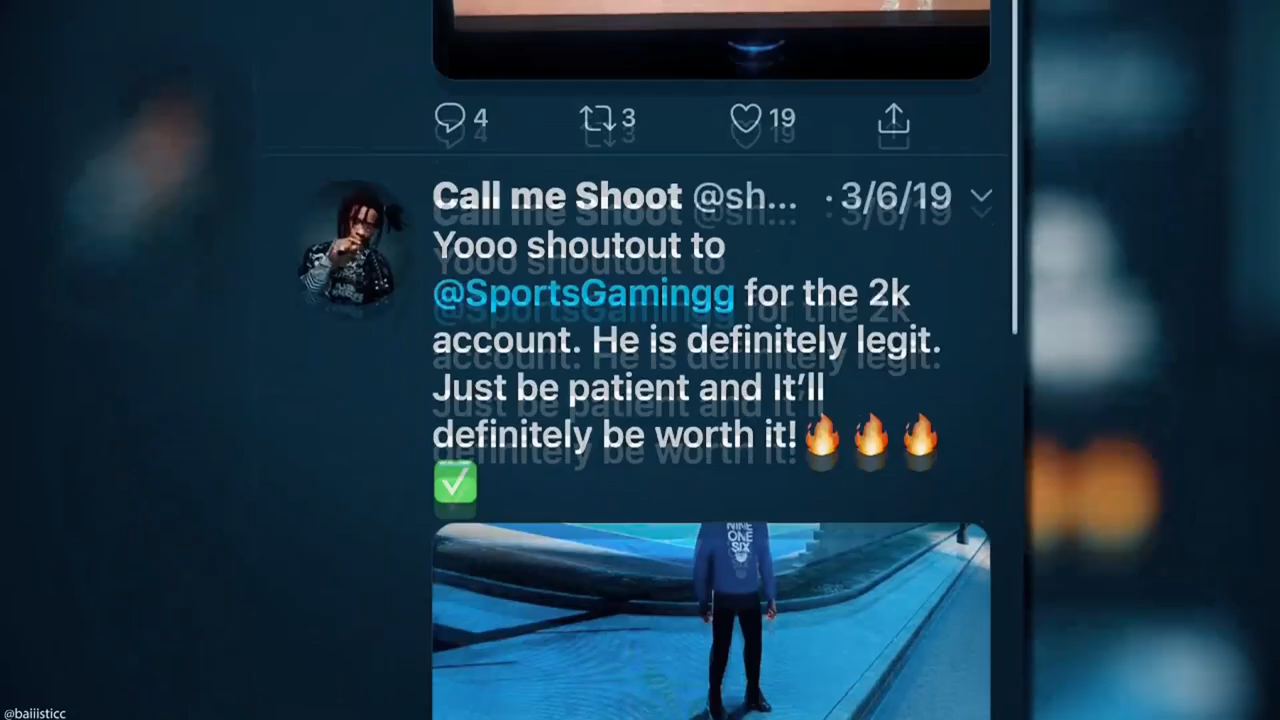 4 3 19
Call me Shoot @sh... · 3/6/19
Yooo shoutout to
@SportsGamingg for the 2k
account. He is definitely legit.
Just be patient and It’ll
definitely be worth it!🔥🔥🔥
✅
NINE
ONE
SIX
@baiiisticc